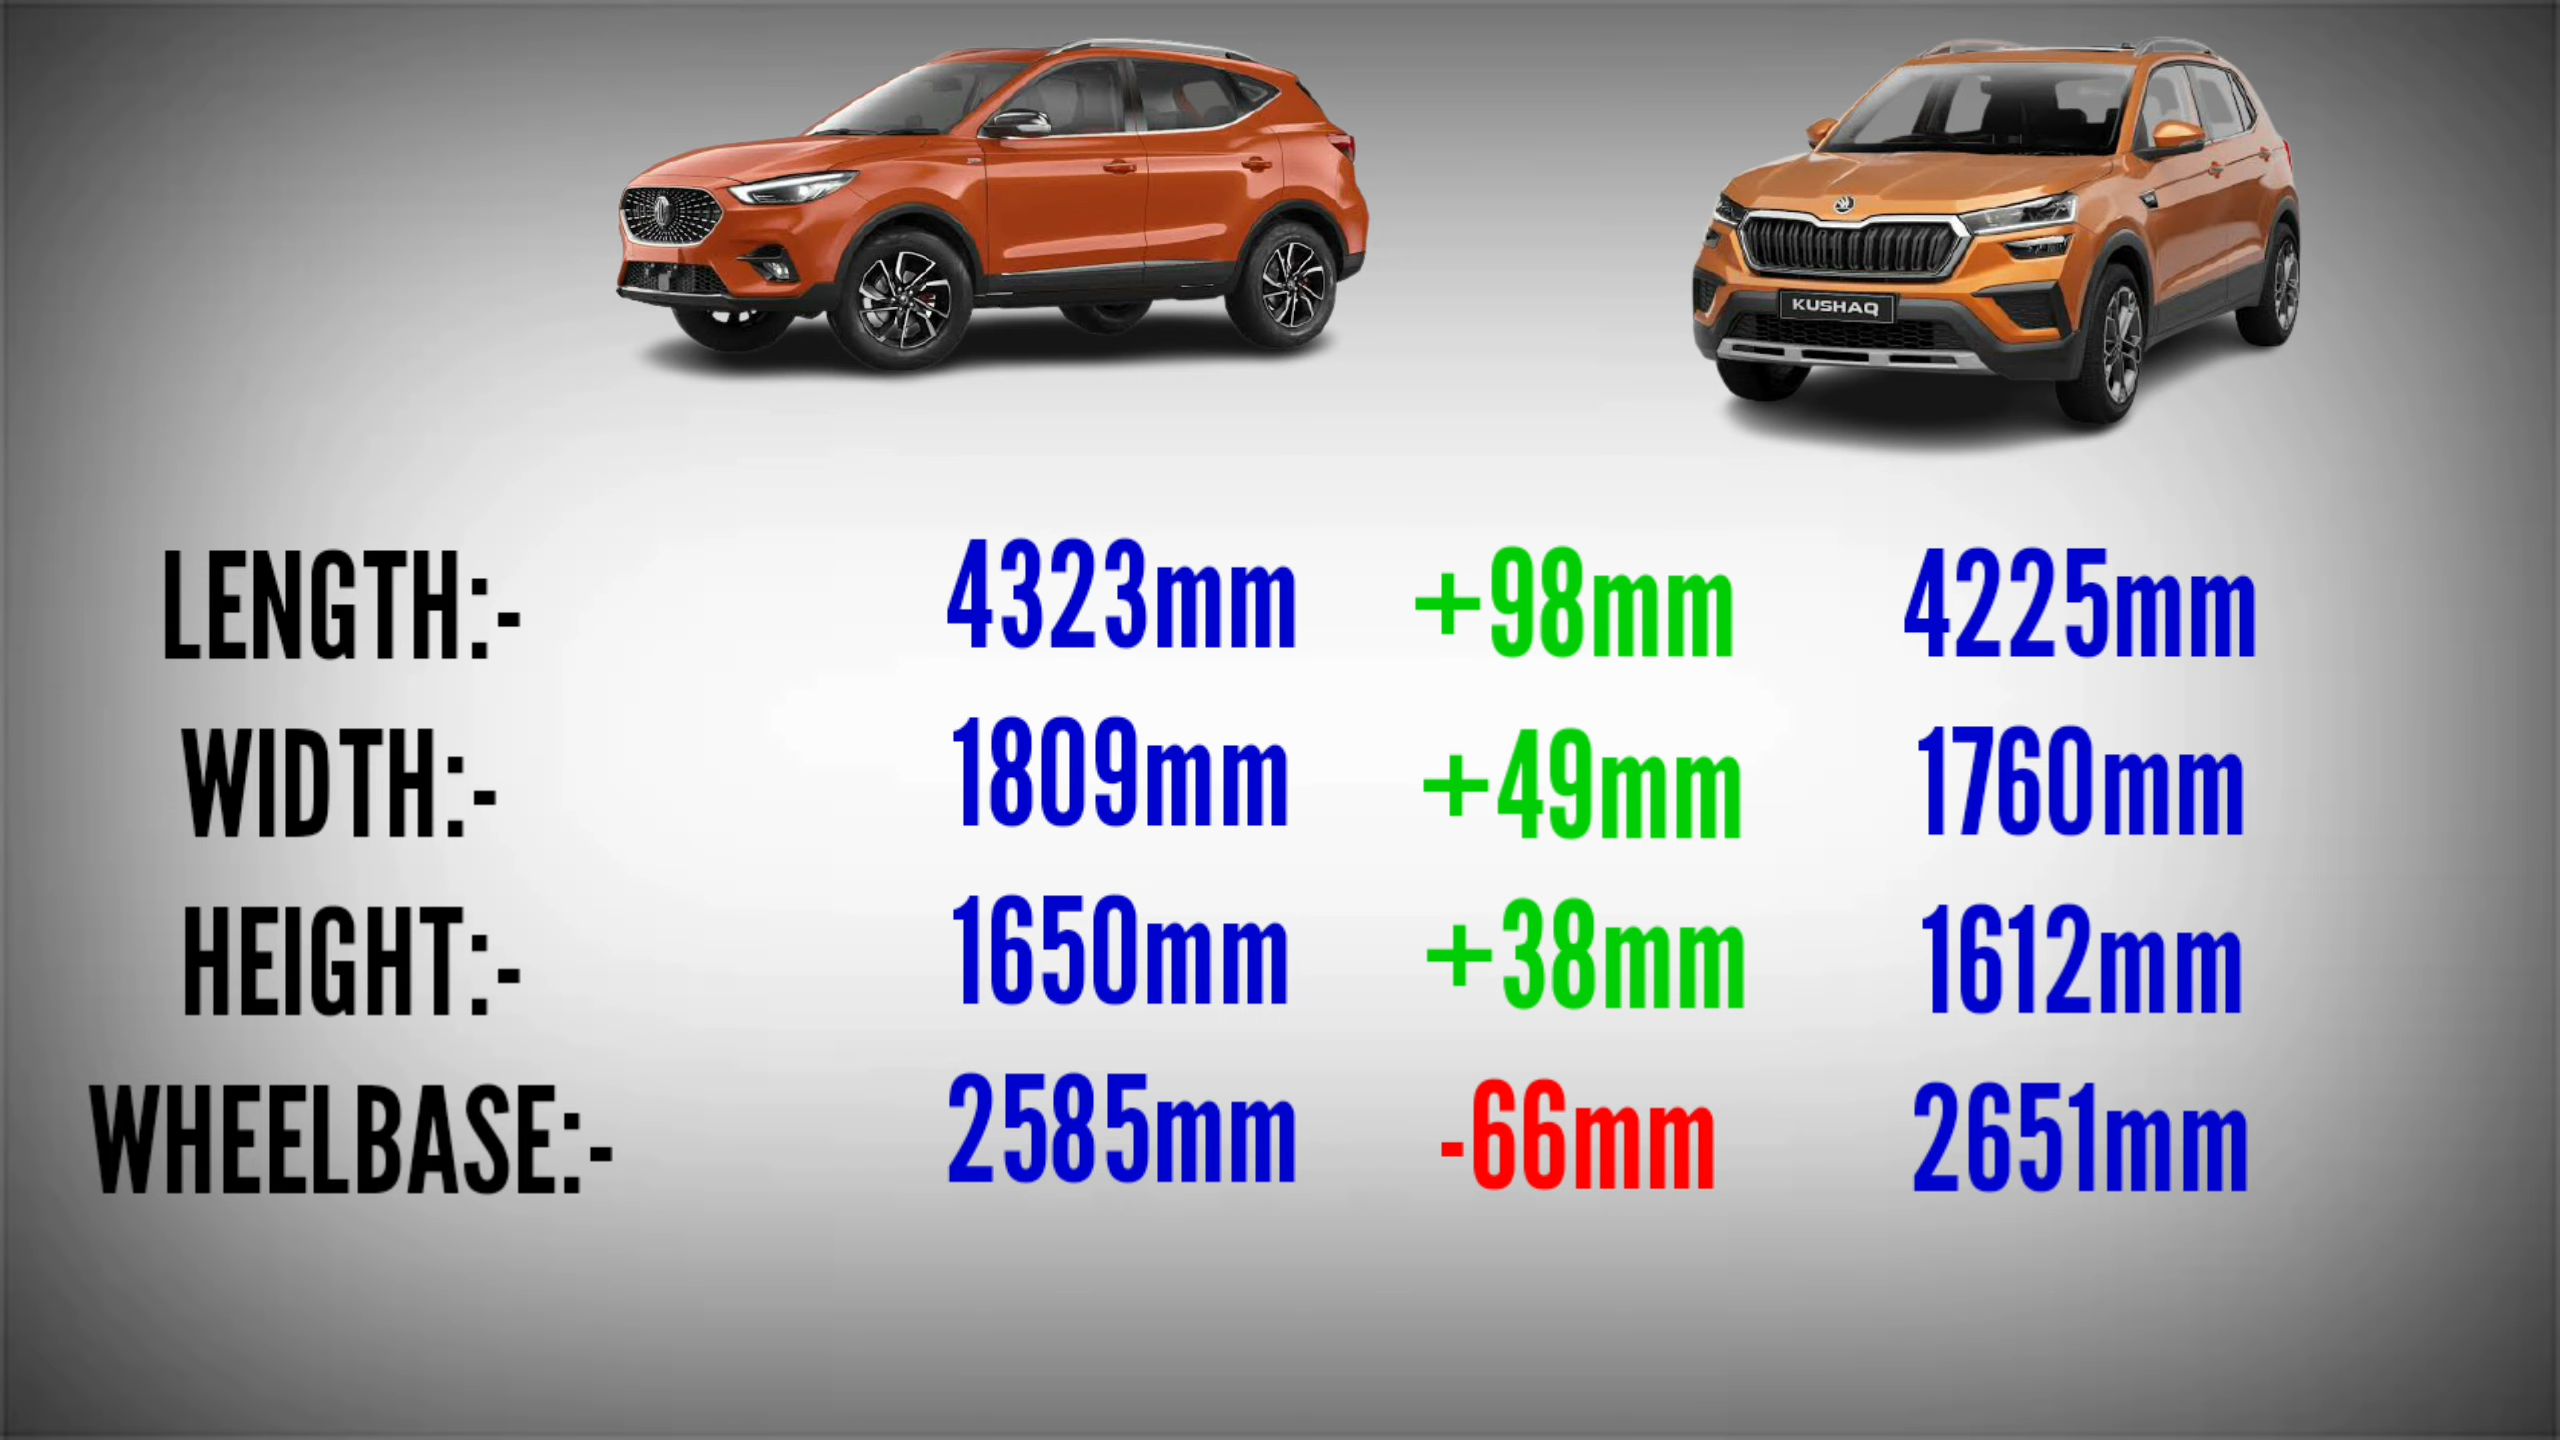 KUSHAQ
LENGTH:- 4323mm +98mm 4225mm
WIDTH:- 1809mm +49mm 1760mm
HEIGHT:- 1650mm +38mm 1612mm
WHEELBASE:- 2585mm -66mm 2651mm